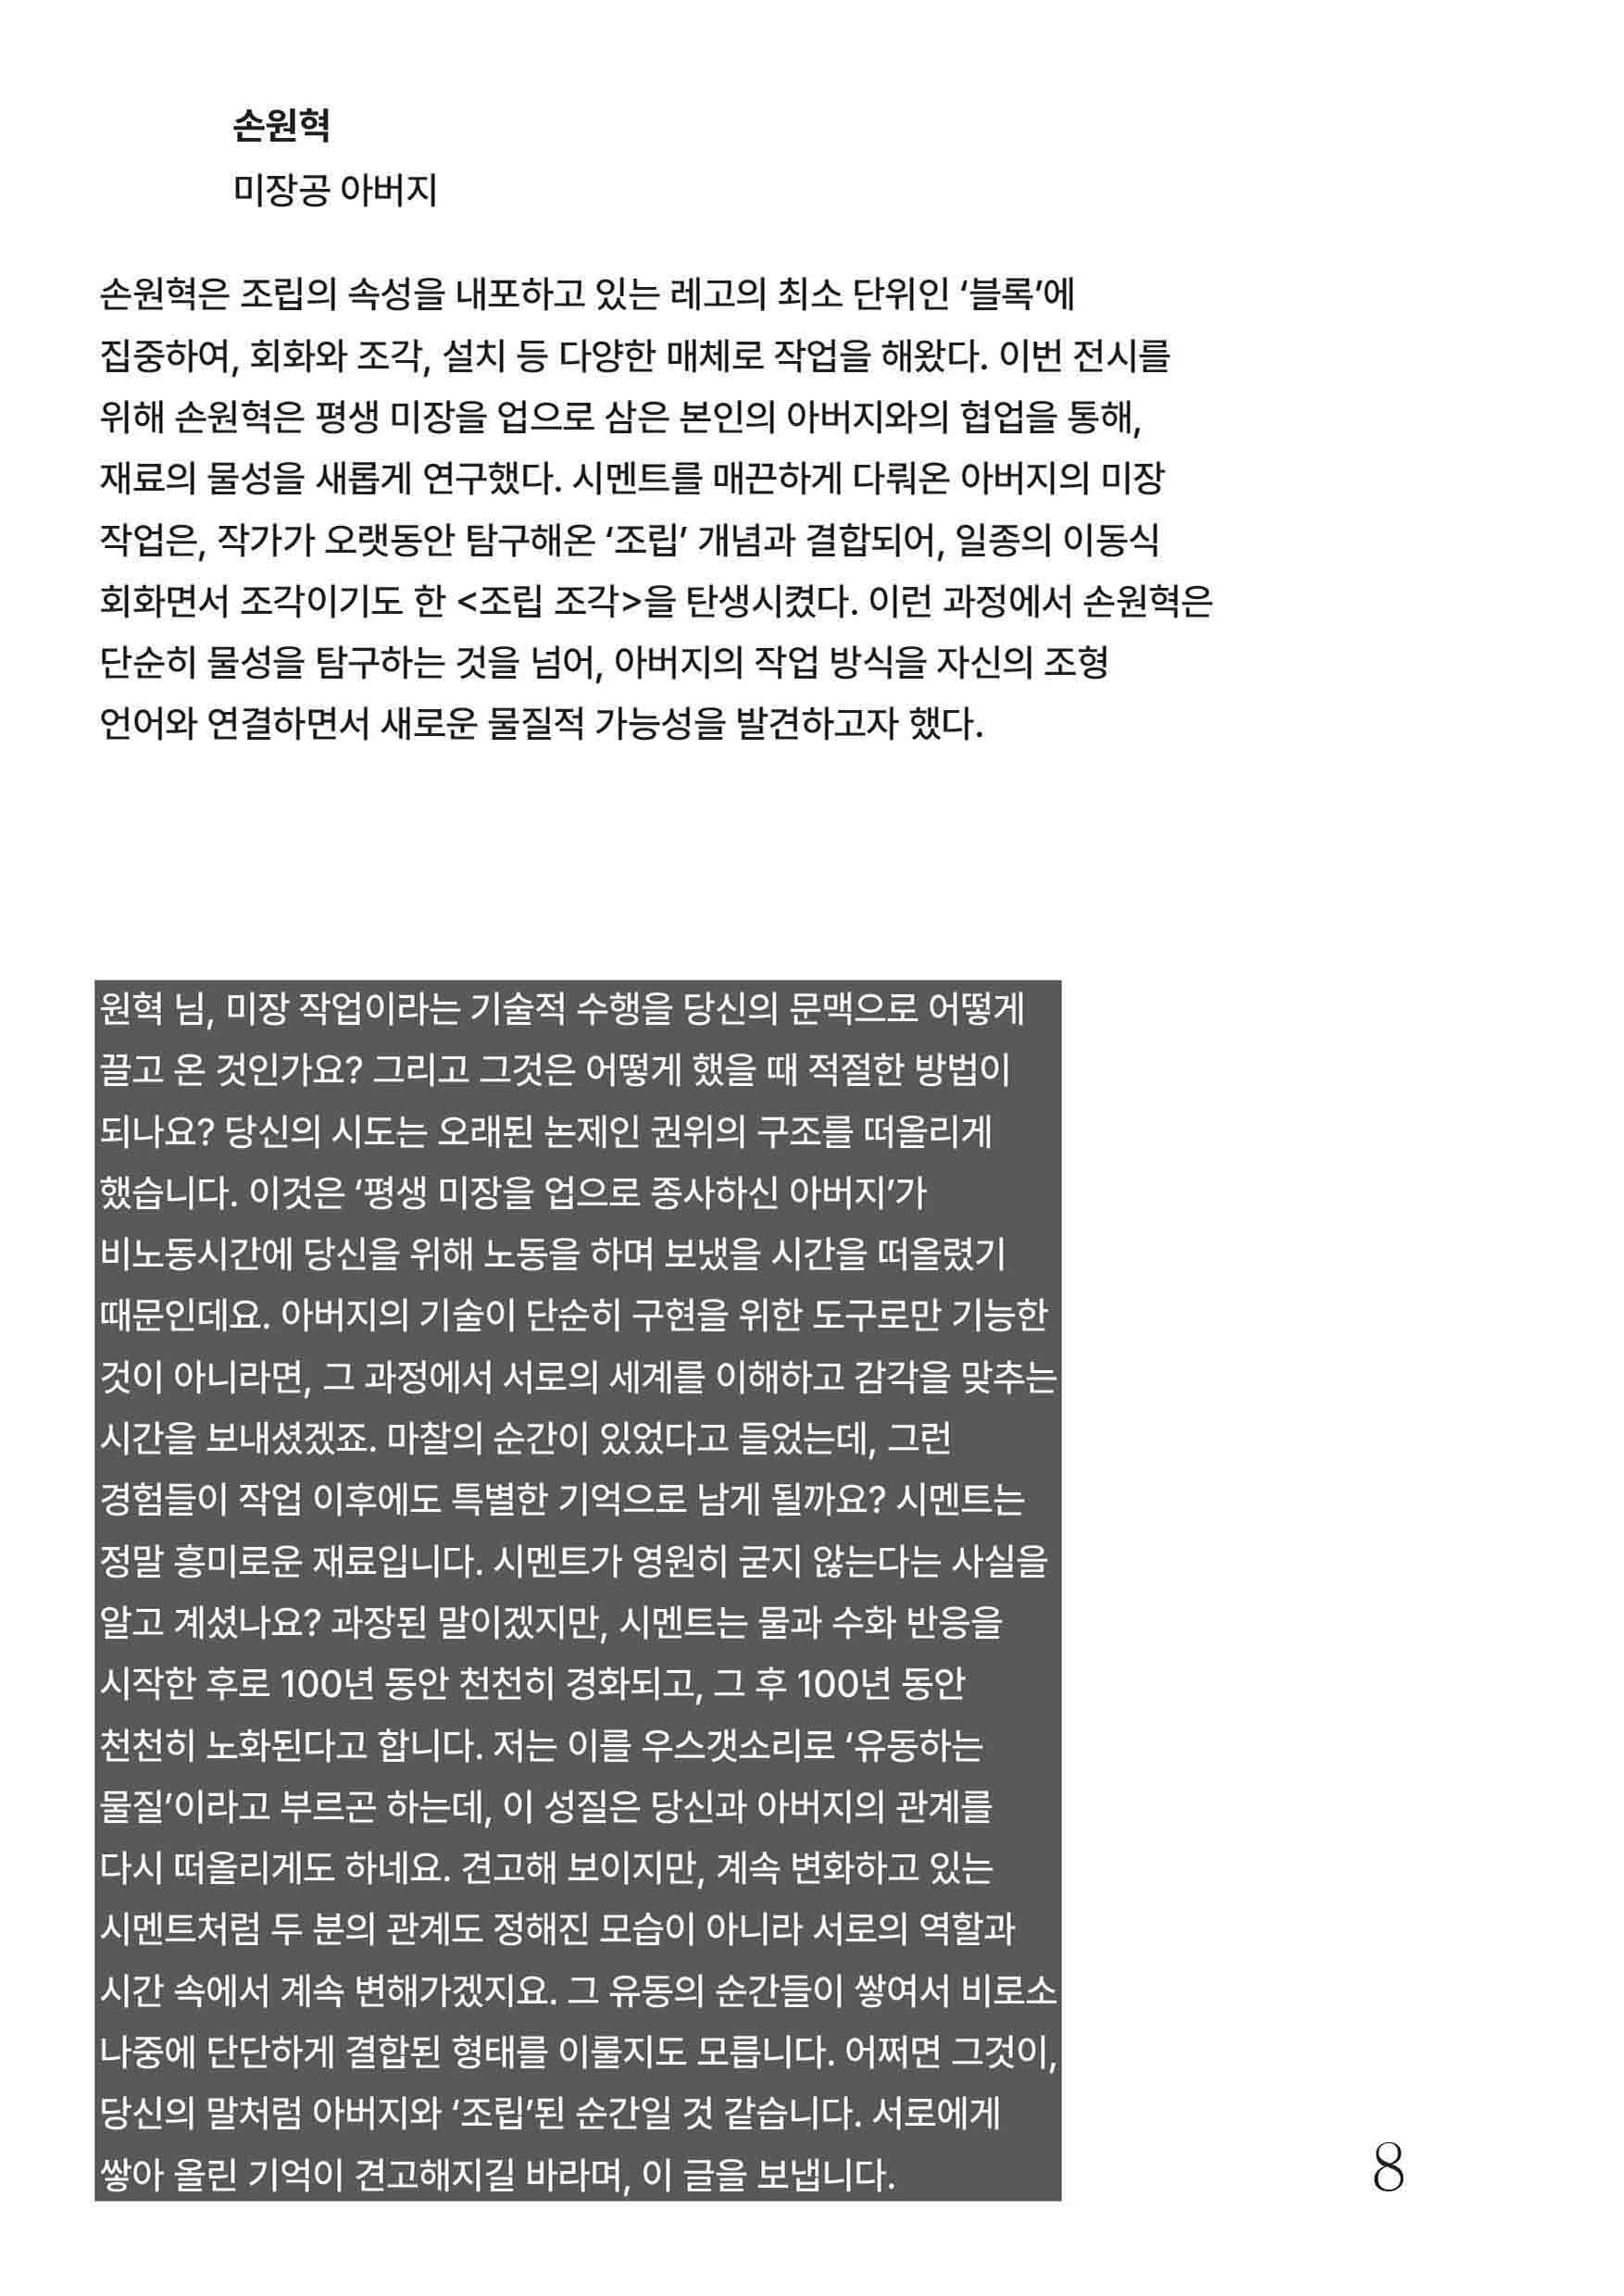 손원혁
미장공 아버지
손원혁은 조립의 속성을 내포하고 있는 레고의 최소 단위인 ‘블록’에
집중하여, 회화와 조각, 설치 등 다양한 매체로 작업을 해왔다. 이번 전시를
위해 손원혁은 평생 미장을 업으로 삼은 본인의 아버지와의 협업을 통해,
재료의 물성을 새롭게 연구했다. 시멘트를 매끈하게 다뤄온 아버지의 미장
작업은, 작가가 오랫동안 탐구해온 ‘조립’ 개념과 결합되어, 일종의 이동식
회화면서 조각이기도 한 <조립 조각>을 탄생시켰다. 이런 과정에서 손원혁은
단순히 물성을 탐구하는 것을 넘어, 아버지의 작업 방식을 자신의 조형
언어와 연결하면서 새로운 물질적 가능성을 발견하고자 했다.
원혁 님, 미장 작업이라는 기술적 수행을 당신의 문맥으로 어떻게
끌고 온 것인가요? 그리고 그것은 어떻게 했을 때 적절한 방법이
되나요? 당신의 시도는 오래된 논제인 권위의 구조를 떠올리게
했습니다. 이것은 ‘평생 미장을 업으로 종사하신 아버지’가
비노동시간에 당신을 위해 노동을 하며 보냈을 시간을 떠올렸기
때문인데요. 아버지의 기술이 단순히 구현을 위한 도구로만 기능한
것이 아니라면, 그 과정에서 서로의 세계를 이해하고 감각을 맞추는
시간을 보내셨겠죠. 마찰의 순간이 있었다고 들었는데, 그런
경험들이 작업 이후에도 특별한 기억으로 남게 될까요? 시멘트는
정말 흥미로운 재료입니다. 시멘트가 영원히 굳지 않는다는 사실을
알고 계셨나요? 과장된 말이겠지만, 시멘트는 물과 수화 반응을
시작한 후로 100년 동안 천천히 경화되고, 그 후 100년 동안
천천히 노화된다고 합니다. 저는 이를 우스갯소리로 ‘유동하는
물질’이라고 부르곤 하는데, 이 성질은 당신과 아버지의 관계를
다시 떠올리게도 하네요. 견고해 보이지만, 계속 변화하고 있는
시멘트처럼 두 분의 관계도 정해진 모습이 아니라 서로의 역할과
시간 속에서 계속 변해가겠지요. 그 유동의 순간들이 쌓여서 비로소
나중에 단단하게 결합된 형태를 이룰지도 모릅니다. 어쩌면 그것이,
당신의 말처럼 아버지와 ‘조립’된 순간일 것 같습니다. 서로에게
쌓아 올린 기억이 견고해지길 바라며, 이 글을 보냅니다.
8